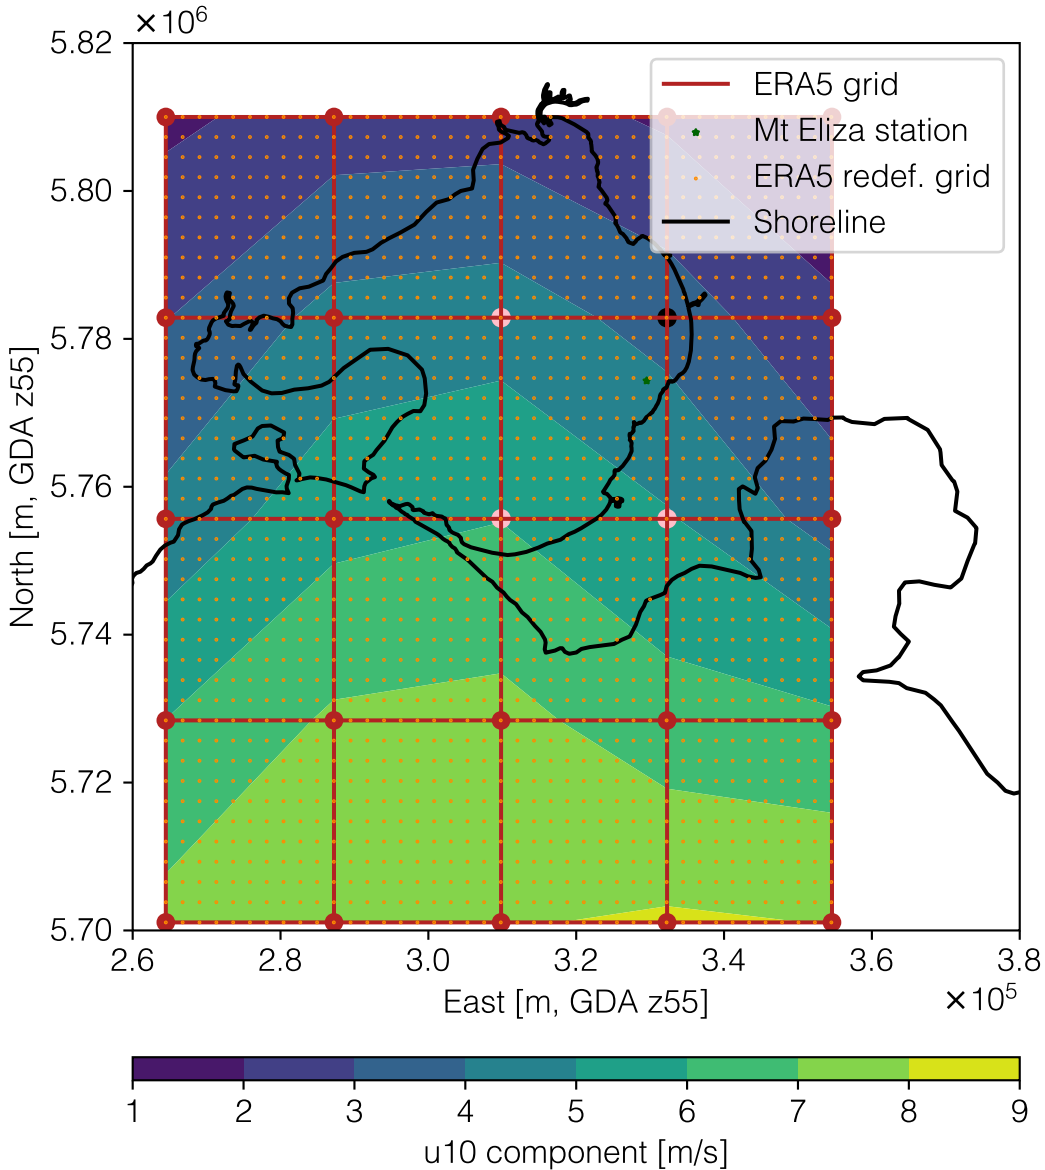 ×10⁶
5.82
5.80
5.78
5.76
5.74
5.72
5.70
North [m, GDA z55]
ERA5 grid
Mt Eliza station
ERA5 redef. grid
Shoreline
2.6 2.8 3.0 3.2 3.4 3.6 3.8
East [m, GDA z55]
×10⁵
1 2 3 4 5 6 7 8 9
u10 component [m/s]